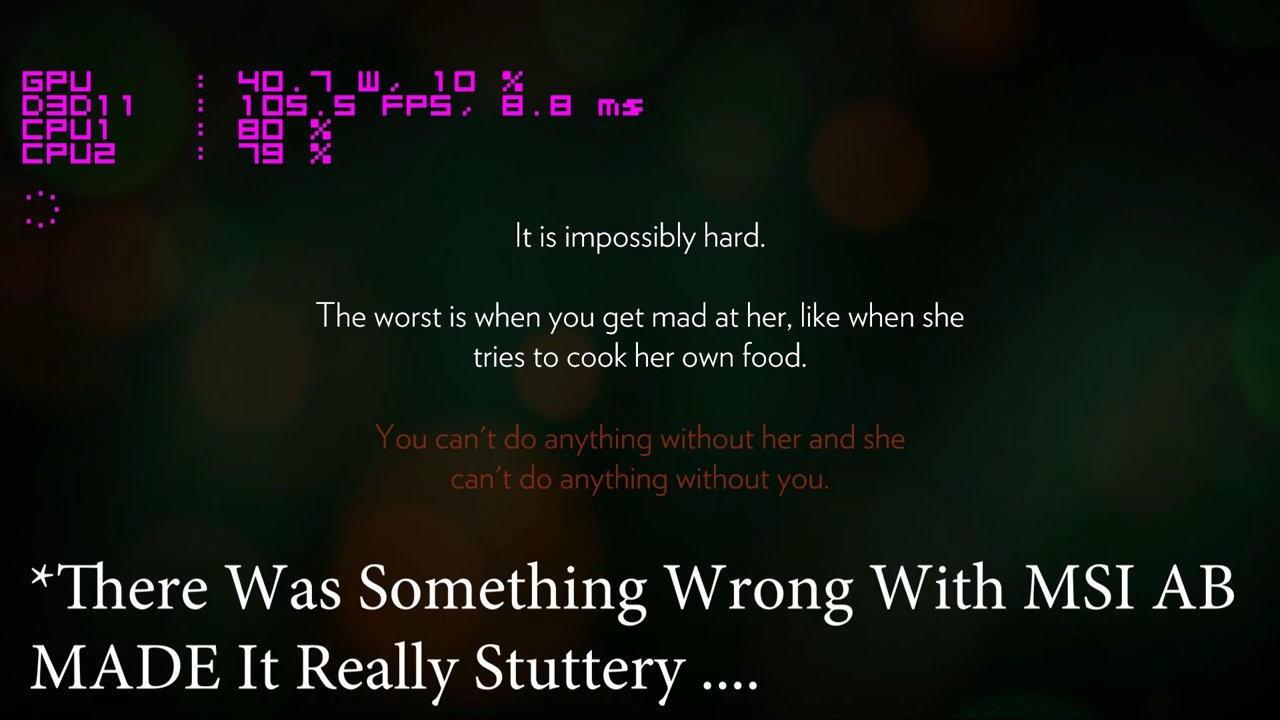 GPU : 40.7 W, 10 %
D3D11 : 105.5 FPS, 8.8 ms
CPU1 : 80 %
CPU2 : 79 %
It is impossibly hard.
The worst is when you get mad at her, like when she
tries to cook her own food.
You can't do anything without her and she
can't do anything without you.
*There Was Something Wrong With MSI AB
MADE It Really Stuttery ....